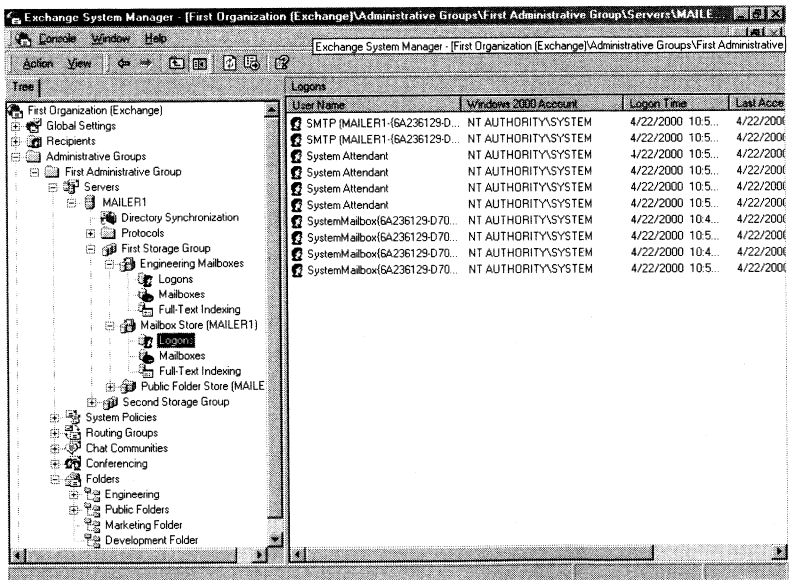 Exchange System Manager - [First Organization (Exchange)\Administrative Groups\First Administrative Group\Servers\MAILE...
Console Window Help
Exchange System Manager - [First Organization (Exchange)\Administrative Groups\First Administrative
Action View
Tree
Logons
User Name Windows 2000 Account Logon Time Last Acce
First Organization (Exchange)
Global Settings
Recipients
Administrative Groups
First Administrative Group
Servers
MAILER1
Directory Synchronization
Protocols
First Storage Group
Engineering Mailboxes
Logons
Mailboxes
Full-Text Indexing
Mailbox Store (MAILER1)
Logons
Mailboxes
Full-Text Indexing
Public Folder Store (MAILE
Second Storage Group
System Policies
Routing Groups
Chat Communities
Conferencing
Folders
Engineering
Public Folders
Marketing Folder
Development Folder
SMTP (MAILER1-{6A236129-D... NT AUTHORITY\SYSTEM 4/22/2000 10:5... 4/22/2000
SMTP (MAILER1-{6A236129-D... NT AUTHORITY\SYSTEM 4/22/2000 10:5... 4/22/2000
System Attendant NT AUTHORITY\SYSTEM 4/22/2000 10:5... 4/22/2000
System Attendant NT AUTHORITY\SYSTEM 4/22/2000 10:5... 4/22/2000
System Attendant NT AUTHORITY\SYSTEM 4/22/2000 10:5... 4/22/2000
System Attendant NT AUTHORITY\SYSTEM 4/22/2000 10:5... 4/22/2000
SystemMailbox{6A236129-D70... NT AUTHORITY\SYSTEM 4/22/2000 10:4... 4/22/2000
SystemMailbox{6A236129-D70... NT AUTHORITY\SYSTEM 4/22/2000 10:5... 4/22/2000
SystemMailbox{6A236129-D70... NT AUTHORITY\SYSTEM 4/22/2000 10:4... 4/22/2000
SystemMailbox{6A236129-D70... NT AUTHORITY\SYSTEM 4/22/2000 10:5... 4/22/2000